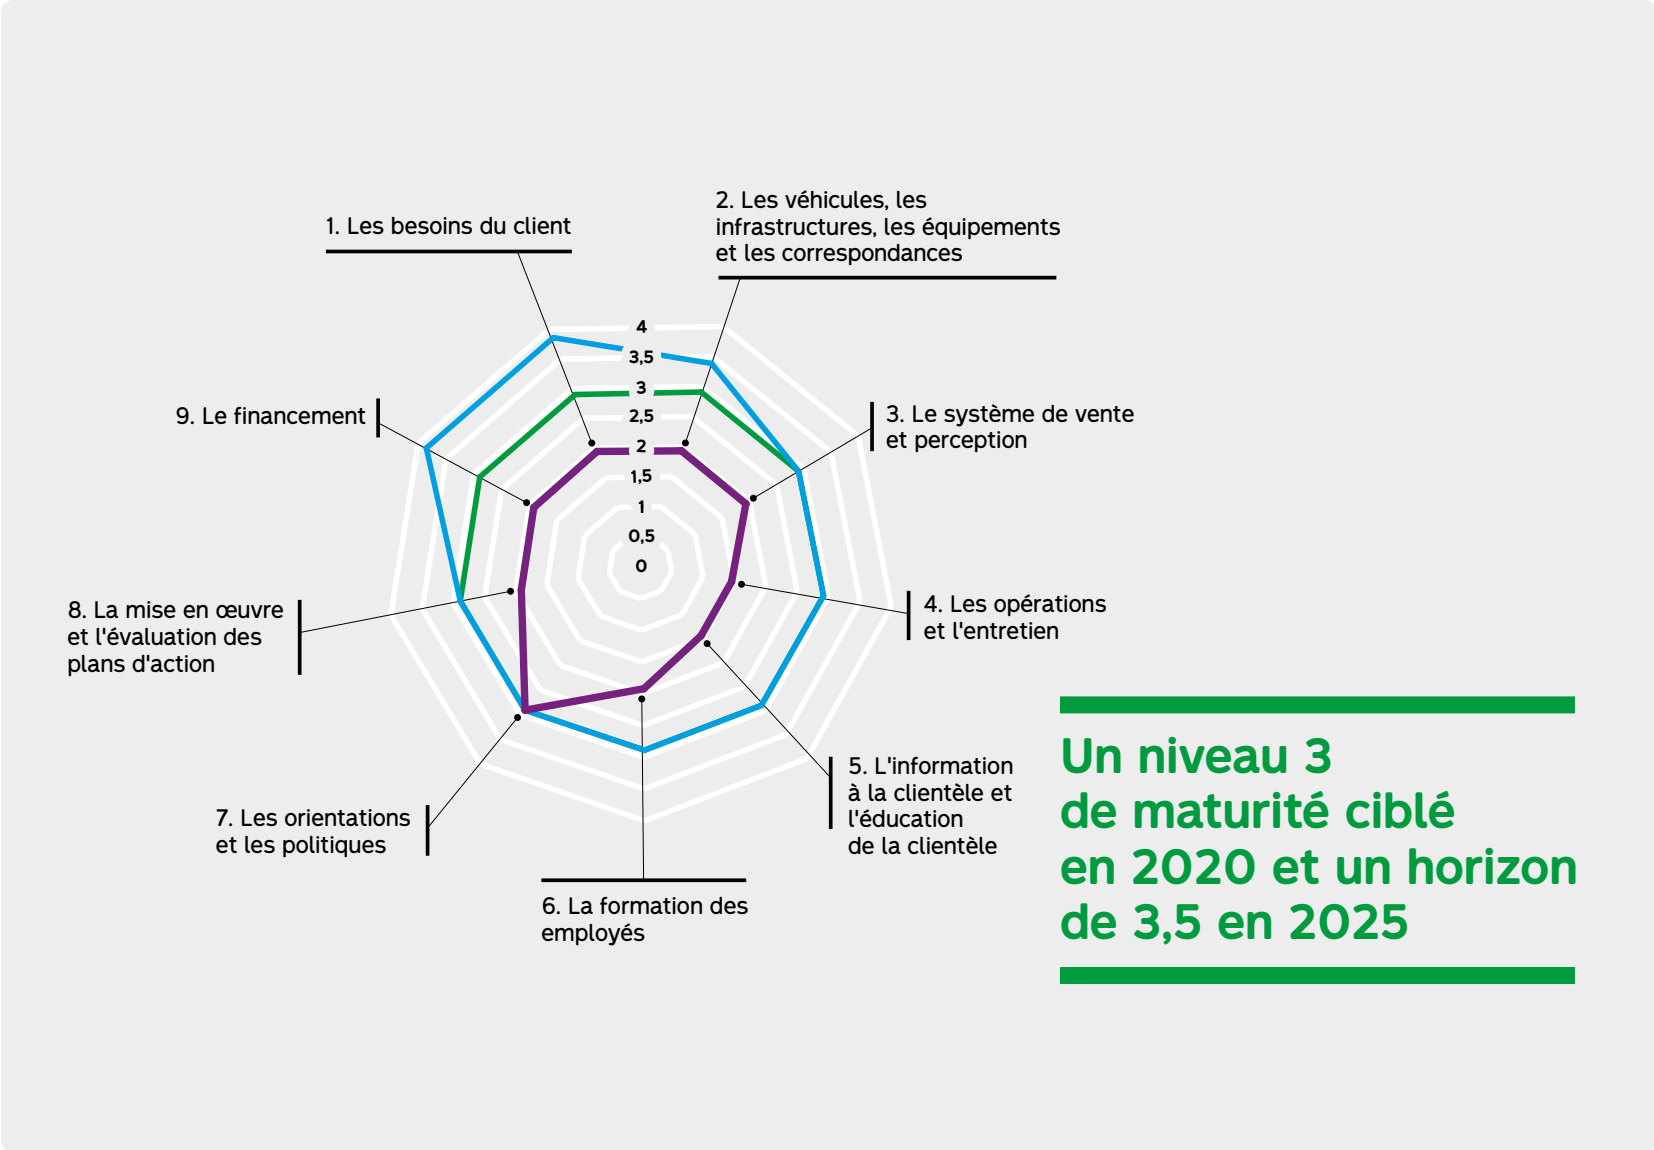 1. Les besoins du client
2. Les véhicules, les
infrastructures, les équipements
et les correspondances
4
3,5
3
2,5
2
1,5
1
0,5
0
9. Le financement
3. Le système de vente
et perception
8. La mise en œuvre
et l'évaluation des
plans d'action
4. Les opérations
et l'entretien
7. Les orientations
et les politiques
5. L'information
à la clientèle et
l'éducation
de la clientèle
6. La formation des
employés
Un niveau 3
de maturité ciblé
en 2020 et un horizon
de 3,5 en 2025